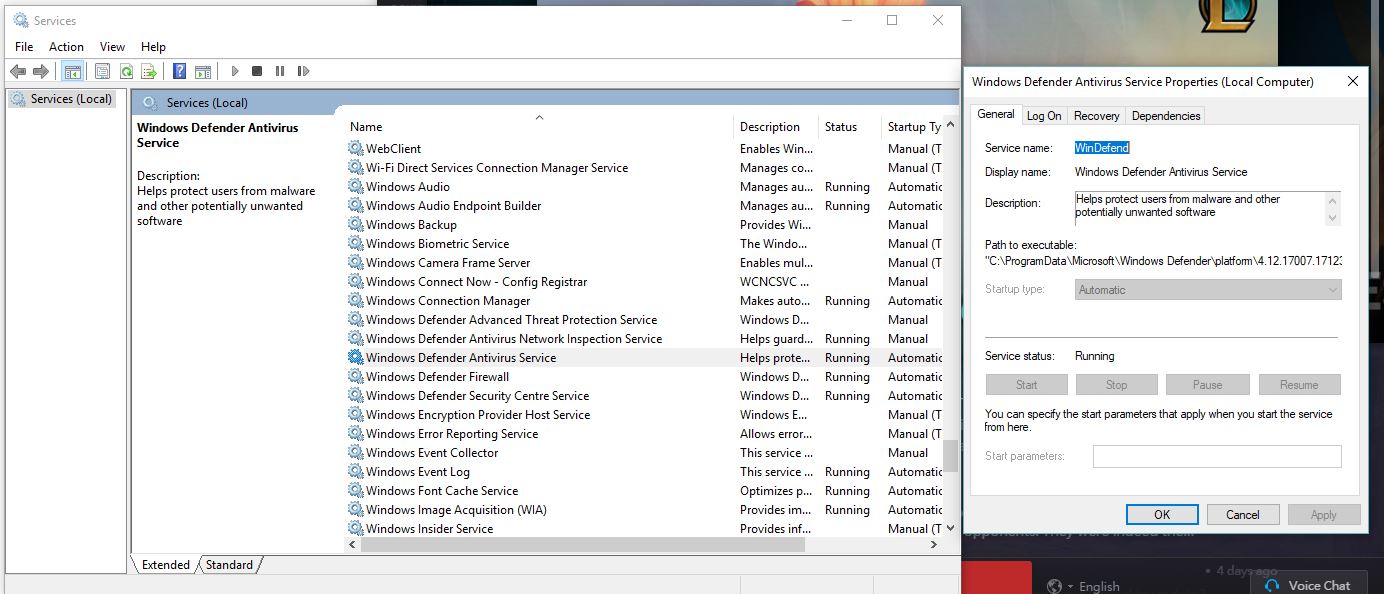 Services
File Action View Help
Services (Local)
Services (Local)
Windows Defender Antivirus Service
Description:
Helps protect users from malware
and other potentially unwanted
software
Name Description Status Startup Ty
WebClient Enables Win... Manual (T
Wi-Fi Direct Services Connection Manager Service Manages co... Manual (T
Windows Audio Manages au... Running Automatic
Windows Audio Endpoint Builder Manages au... Running Automatic
Windows Backup Provides Wi... Manual
Windows Biometric Service The Windo... Manual (T
Windows Camera Frame Server Enables mul... Manual (T
Windows Connect Now - Config Registrar WCNCSVC ... Manual
Windows Connection Manager Makes auto... Running Automatic
Windows Defender Advanced Threat Protection Service Windows D... Manual
Windows Defender Antivirus Network Inspection Service Helps guard... Running Manual
Windows Defender Antivirus Service Helps prote... Running Automatic
Windows Defender Firewall Windows D... Running Automatic
Windows Defender Security Centre Service Windows D... Running Automatic
Windows Encryption Provider Host Service Windows E... Manual (T
Windows Error Reporting Service Allows error... Manual (T
Windows Event Collector This service ... Manual
Windows Event Log This service ... Running Automatic
Windows Font Cache Service Optimizes p... Running Automatic
Windows Image Acquisition (WIA) Provides im... Running Automatic
Windows Insider Service Provides inf... Manual (T
Extended Standard
Windows Defender Antivirus Service Properties (Local Computer)
General Log On Recovery Dependencies
Service name: WinDefend
Display name: Windows Defender Antivirus Service
Description: Helps protect users from malware and other
potentially unwanted software
Path to executable:
"C:\ProgramData\Microsoft\Windows Defender\platform\4.12.17007.17123
Startup type: Automatic
Service status: Running
Start Stop Pause Resume
You can specify the start parameters that apply when you start the service
from here.
Start parameters:
OK Cancel Apply
opponents. They were indeed the...
• 4 days ago
English
Voice Chat